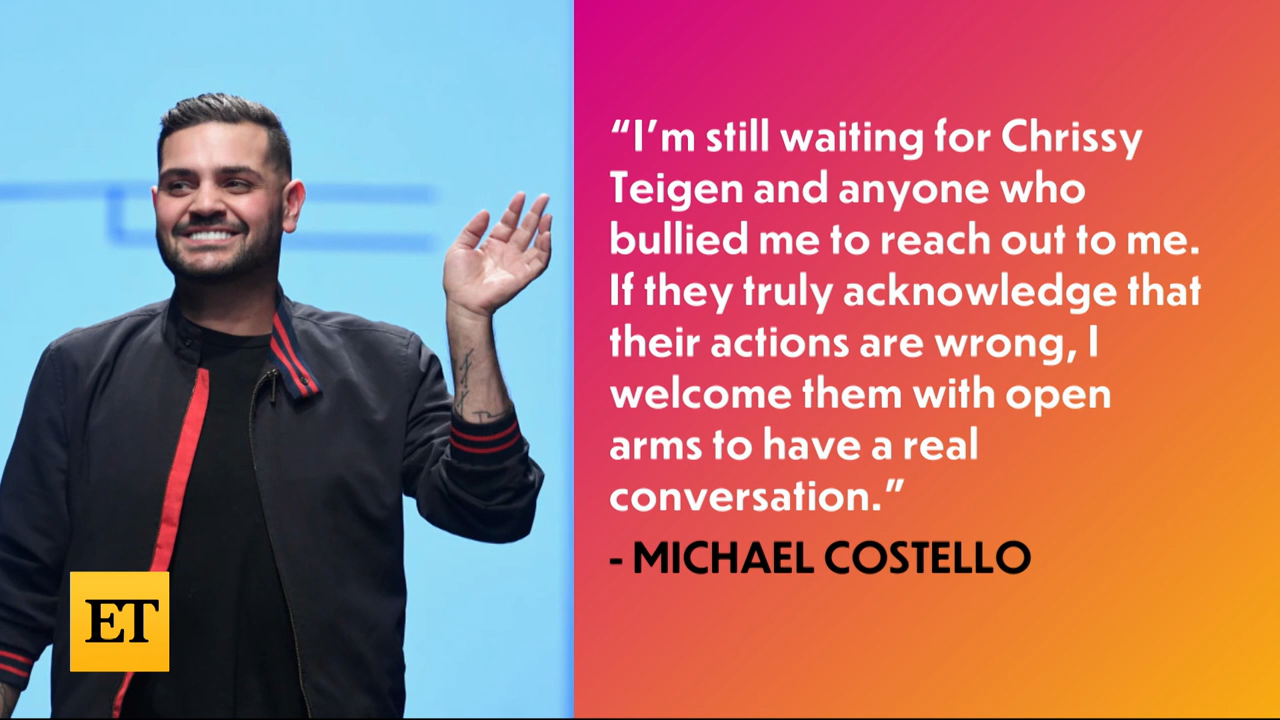 “I’m still waiting for Chrissy
Teigen and anyone who
bullied me to reach out to me.
If they truly acknowledge that
their actions are wrong, I
welcome them with open
arms to have a real
conversation.”
- MICHAEL COSTELLO
ET